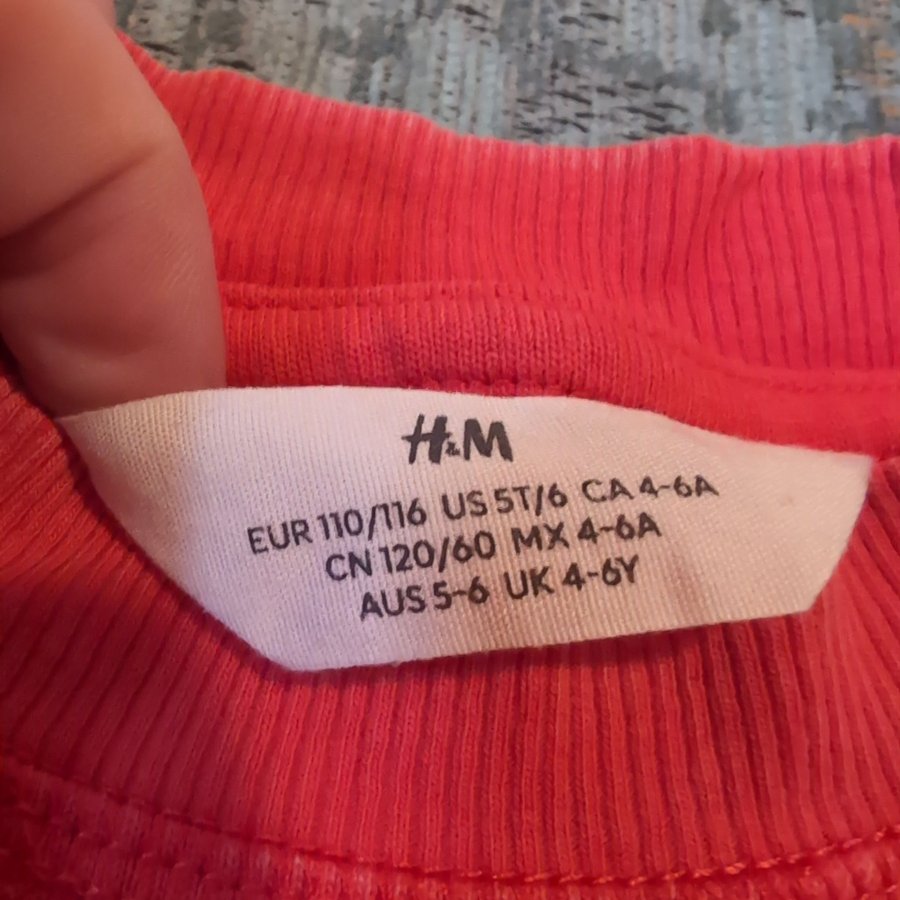 H&M
EUR 110/116 US 5T/6 CA 4-6A
CN 120/60 MX 4-6A
AUS 5-6 UK 4-6Y